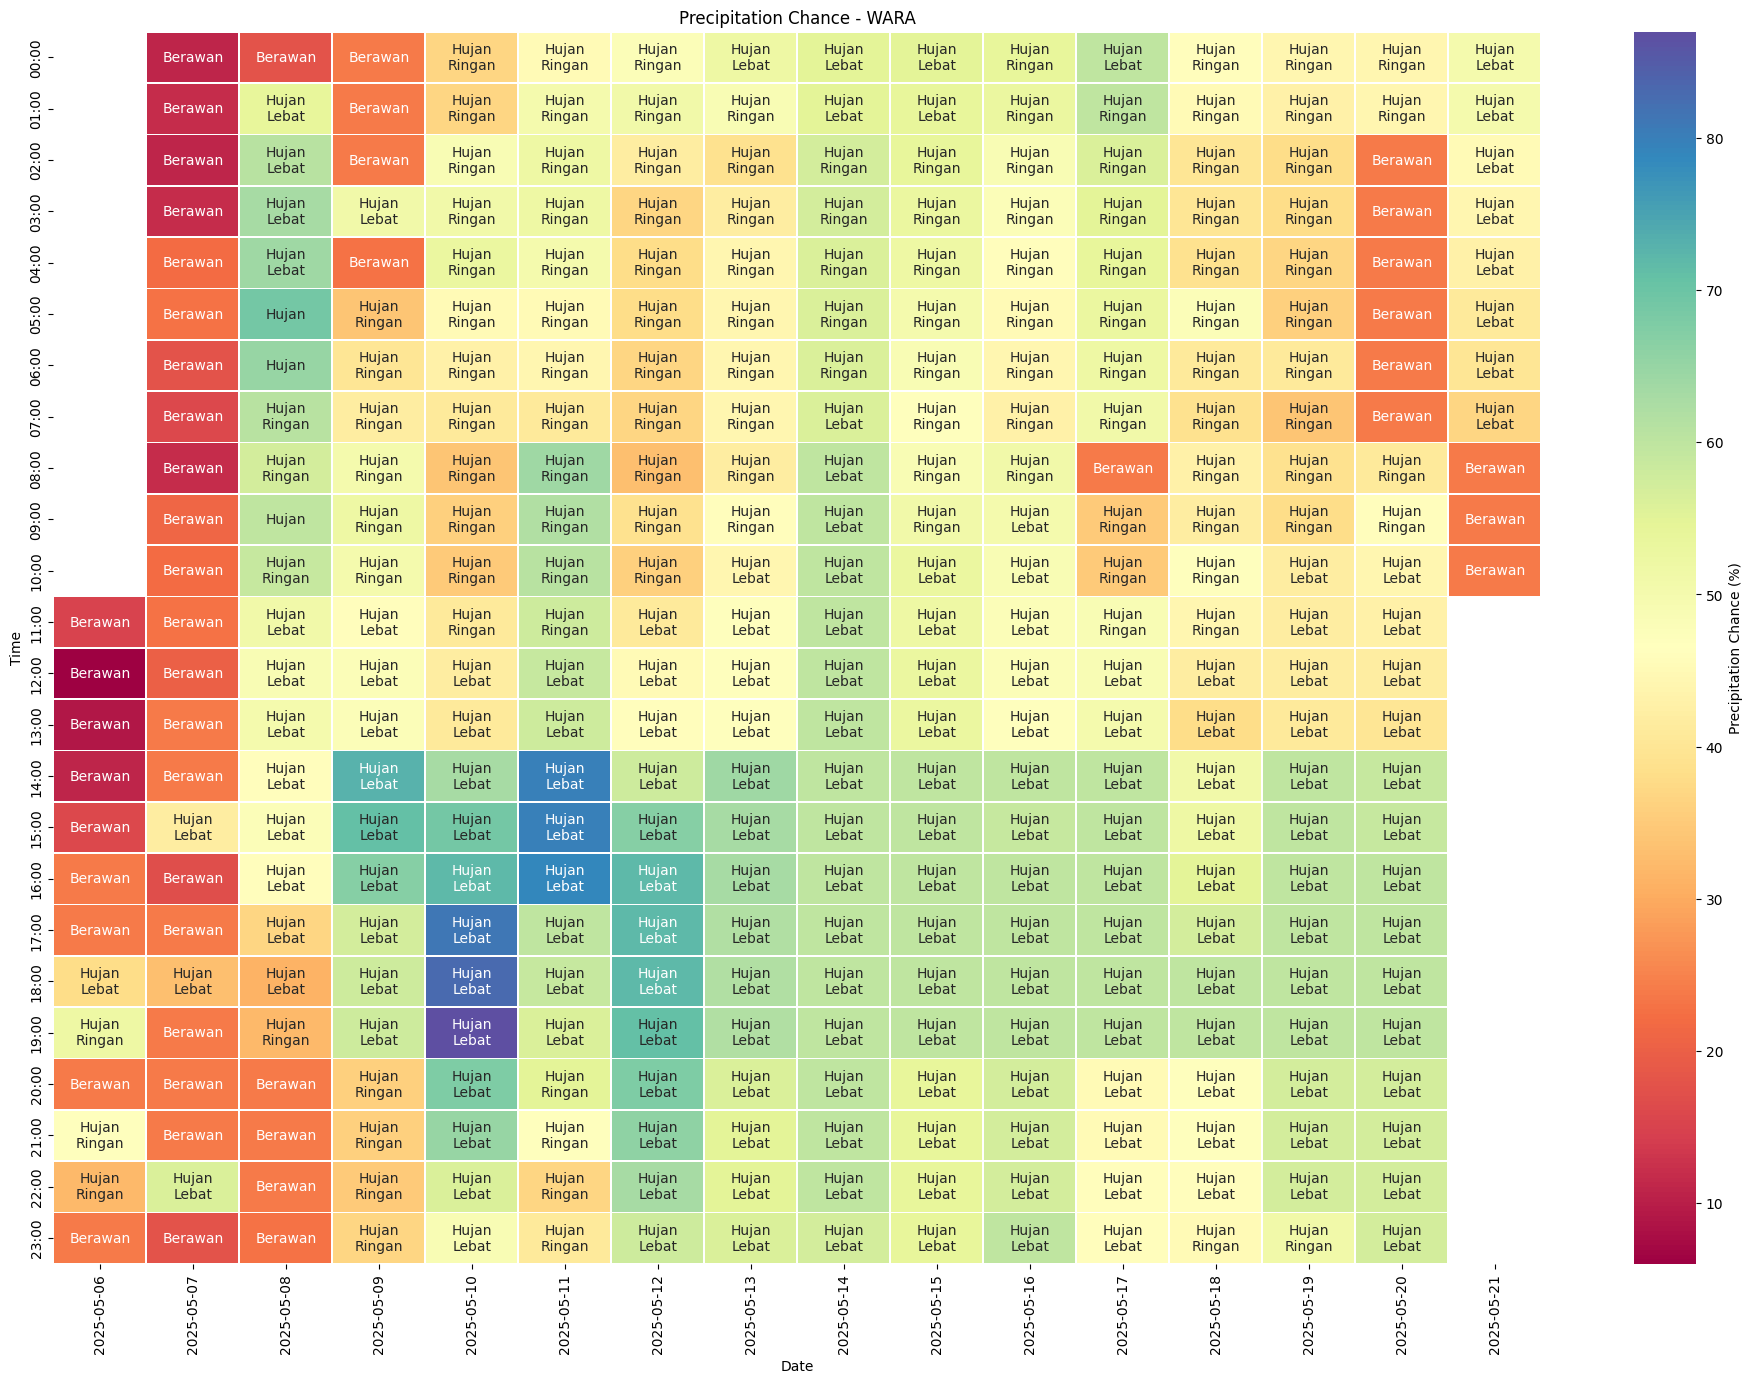 Precipitation Chance - WARA
00:00 Berawan Berawan Berawan Hujan Ringan Hujan Ringan Hujan Ringan Hujan Lebat Hujan Lebat Hujan Lebat Hujan Ringan Hujan Lebat Hujan Ringan Hujan Ringan Hujan Ringan Hujan Lebat
01:00 Berawan Hujan Lebat Berawan Hujan Ringan Hujan Ringan Hujan Ringan Hujan Ringan Hujan Lebat Hujan Lebat Hujan Ringan Hujan Ringan Hujan Ringan Hujan Ringan Hujan Ringan Hujan Lebat
02:00 Berawan Hujan Lebat Berawan Hujan Ringan Hujan Ringan Hujan Ringan Hujan Ringan Hujan Ringan Hujan Ringan Hujan Ringan Hujan Ringan Hujan Ringan Hujan Ringan Berawan Hujan Lebat
03:00 Berawan Hujan Lebat Hujan Lebat Hujan Ringan Hujan Ringan Hujan Ringan Hujan Ringan Hujan Ringan Hujan Ringan Hujan Ringan Hujan Ringan Hujan Ringan Hujan Ringan Berawan Hujan Lebat
04:00 Berawan Hujan Lebat Berawan Hujan Ringan Hujan Ringan Hujan Ringan Hujan Ringan Hujan Ringan Hujan Ringan Hujan Ringan Hujan Ringan Hujan Ringan Hujan Ringan Berawan Hujan Lebat
05:00 Berawan Hujan Hujan Ringan Hujan Ringan Hujan Ringan Hujan Ringan Hujan Ringan Hujan Ringan Hujan Ringan Hujan Ringan Hujan Ringan Hujan Ringan Hujan Ringan Berawan Hujan Lebat
06:00 Berawan Hujan Hujan Ringan Hujan Ringan Hujan Ringan Hujan Ringan Hujan Ringan Hujan Ringan Hujan Ringan Hujan Ringan Hujan Ringan Hujan Ringan Hujan Ringan Berawan Hujan Lebat
07:00 Berawan Hujan Ringan Hujan Ringan Hujan Ringan Hujan Ringan Hujan Ringan Hujan Ringan Hujan Lebat Hujan Ringan Hujan Ringan Hujan Ringan Hujan Ringan Hujan Ringan Berawan Hujan Lebat
08:00 Berawan Hujan Ringan Hujan Ringan Hujan Ringan Hujan Ringan Hujan Ringan Hujan Ringan Hujan Lebat Hujan Ringan Hujan Ringan Berawan Hujan Ringan Hujan Ringan Hujan Ringan Berawan
09:00 Berawan Hujan Hujan Ringan Hujan Ringan Hujan Ringan Hujan Ringan Hujan Ringan Hujan Lebat Hujan Ringan Hujan Lebat Hujan Ringan Hujan Ringan Hujan Ringan Hujan Ringan Berawan
10:00 Berawan Hujan Ringan Hujan Ringan Hujan Ringan Hujan Ringan Hujan Ringan Hujan Lebat Hujan Lebat Hujan Lebat Hujan Lebat Hujan Ringan Hujan Ringan Hujan Lebat Hujan Lebat Berawan
11:00 Berawan Berawan Hujan Lebat Hujan Lebat Hujan Ringan Hujan Ringan Hujan Lebat Hujan Lebat Hujan Lebat Hujan Lebat Hujan Lebat Hujan Ringan Hujan Ringan Hujan Lebat Hujan Lebat
12:00 Berawan Berawan Hujan Lebat Hujan Lebat Hujan Lebat Hujan Lebat Hujan Lebat Hujan Lebat Hujan Lebat Hujan Lebat Hujan Lebat Hujan Lebat Hujan Lebat Hujan Lebat Hujan Lebat
13:00 Berawan Berawan Hujan Lebat Hujan Lebat Hujan Lebat Hujan Lebat Hujan Lebat Hujan Lebat Hujan Lebat Hujan Lebat Hujan Lebat Hujan Lebat Hujan Lebat Hujan Lebat Hujan Lebat
14:00 Berawan Berawan Hujan Lebat Hujan Lebat Hujan Lebat Hujan Lebat Hujan Lebat Hujan Lebat Hujan Lebat Hujan Lebat Hujan Lebat Hujan Lebat Hujan Lebat Hujan Lebat Hujan Lebat
15:00 Berawan Hujan Lebat Hujan Lebat Hujan Lebat Hujan Lebat Hujan Lebat Hujan Lebat Hujan Lebat Hujan Lebat Hujan Lebat Hujan Lebat Hujan Lebat Hujan Lebat Hujan Lebat Hujan Lebat
16:00 Berawan Berawan Hujan Lebat Hujan Lebat Hujan Lebat Hujan Lebat Hujan Lebat Hujan Lebat Hujan Lebat Hujan Lebat Hujan Lebat Hujan Lebat Hujan Lebat Hujan Lebat Hujan Lebat
17:00 Berawan Berawan Hujan Lebat Hujan Lebat Hujan Lebat Hujan Lebat Hujan Lebat Hujan Lebat Hujan Lebat Hujan Lebat Hujan Lebat Hujan Lebat Hujan Lebat Hujan Lebat Hujan Lebat
18:00 Hujan Lebat Hujan Lebat Hujan Lebat Hujan Lebat Hujan Lebat Hujan Lebat Hujan Lebat Hujan Lebat Hujan Lebat Hujan Lebat Hujan Lebat Hujan Lebat Hujan Lebat Hujan Lebat Hujan Lebat
19:00 Hujan Ringan Berawan Hujan Ringan Hujan Lebat Hujan Lebat Hujan Lebat Hujan Lebat Hujan Lebat Hujan Lebat Hujan Lebat Hujan Lebat Hujan Lebat Hujan Lebat Hujan Lebat Hujan Lebat
20:00 Berawan Berawan Berawan Hujan Ringan Hujan Lebat Hujan Ringan Hujan Lebat Hujan Lebat Hujan Lebat Hujan Lebat Hujan Lebat Hujan Lebat Hujan Lebat Hujan Lebat Hujan Lebat
21:00 Hujan Ringan Berawan Berawan Hujan Ringan Hujan Lebat Hujan Ringan Hujan Lebat Hujan Lebat Hujan Lebat Hujan Lebat Hujan Lebat Hujan Lebat Hujan Lebat Hujan Lebat Hujan Lebat
22:00 Hujan Ringan Hujan Lebat Berawan Hujan Ringan Hujan Lebat Hujan Ringan Hujan Lebat Hujan Lebat Hujan Lebat Hujan Lebat Hujan Lebat Hujan Lebat Hujan Lebat Hujan Lebat Hujan Lebat
23:00 Berawan Berawan Berawan Hujan Ringan Hujan Lebat Hujan Ringan Hujan Lebat Hujan Lebat Hujan Lebat Hujan Lebat Hujan Lebat Hujan Lebat Hujan Ringan Hujan Ringan Hujan Lebat
2025-05-06 2025-05-07 2025-05-08 2025-05-09 2025-05-10 2025-05-11 2025-05-12 2025-05-13 2025-05-14 2025-05-15 2025-05-16 2025-05-17 2025-05-18 2025-05-19 2025-05-20 2025-05-21
Time
Date
80
70
60
50
40
30
20
10
Precipitation Chance (%)